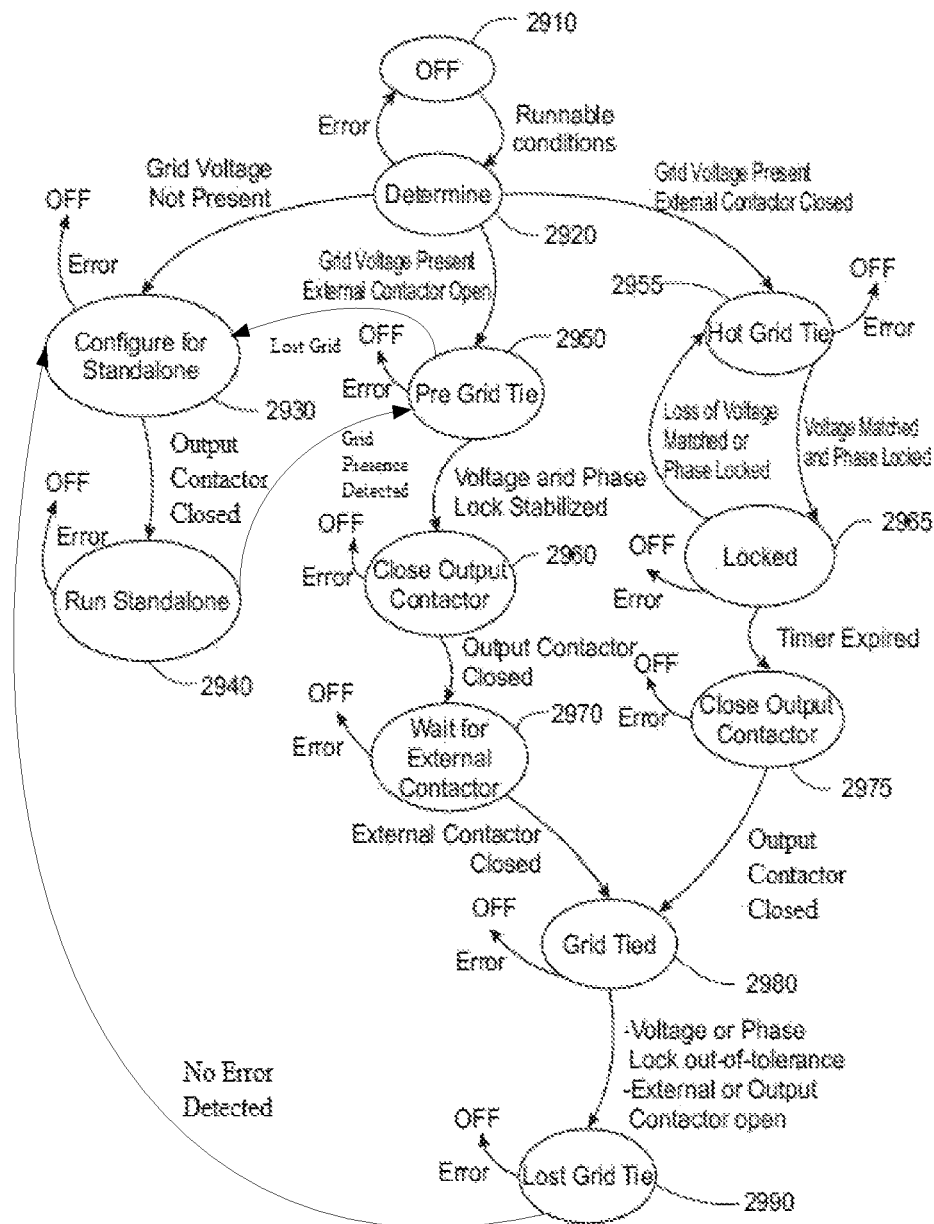 2910
OFF
Error
Runnable
conditions
Grid Voltage
Not Present
Determine
Grid Voltage Present
External Contactor Closed
2920
OFF
Error
Grid Voltage Present
External Contactor Open
2955
OFF
Error
Hot Grid Tie
Configure for
Standalone
2930
Lost Grid
OFF
Error
2950
Pre Grid Tie
Loss of Voltage
Matched or
Phase Locked
Voltage Matched
and Phase Locked
Output
Contactor
Closed
Grid
Presence
Detected
Voltage and Phase
Lock Stabilized
OFF
Error
Run Standalone
2940
OFF
Error
Close Output
Contactor
2960
OFF
Error
Locked
2965
Timer Expired
Output Contactor
Closed
OFF
Error
Wait for
External
Contactor
2970
OFF
Error
Close Output
Contactor
2975
External Contactor
Closed
Output
Contactor
Closed
OFF
Error
Grid Tied
2980
-Voltage or Phase
Lock out-of-tolerance
-External or Output
Contactor open
No Error
Detected
OFF
Error
Lost Grid Tie
2990